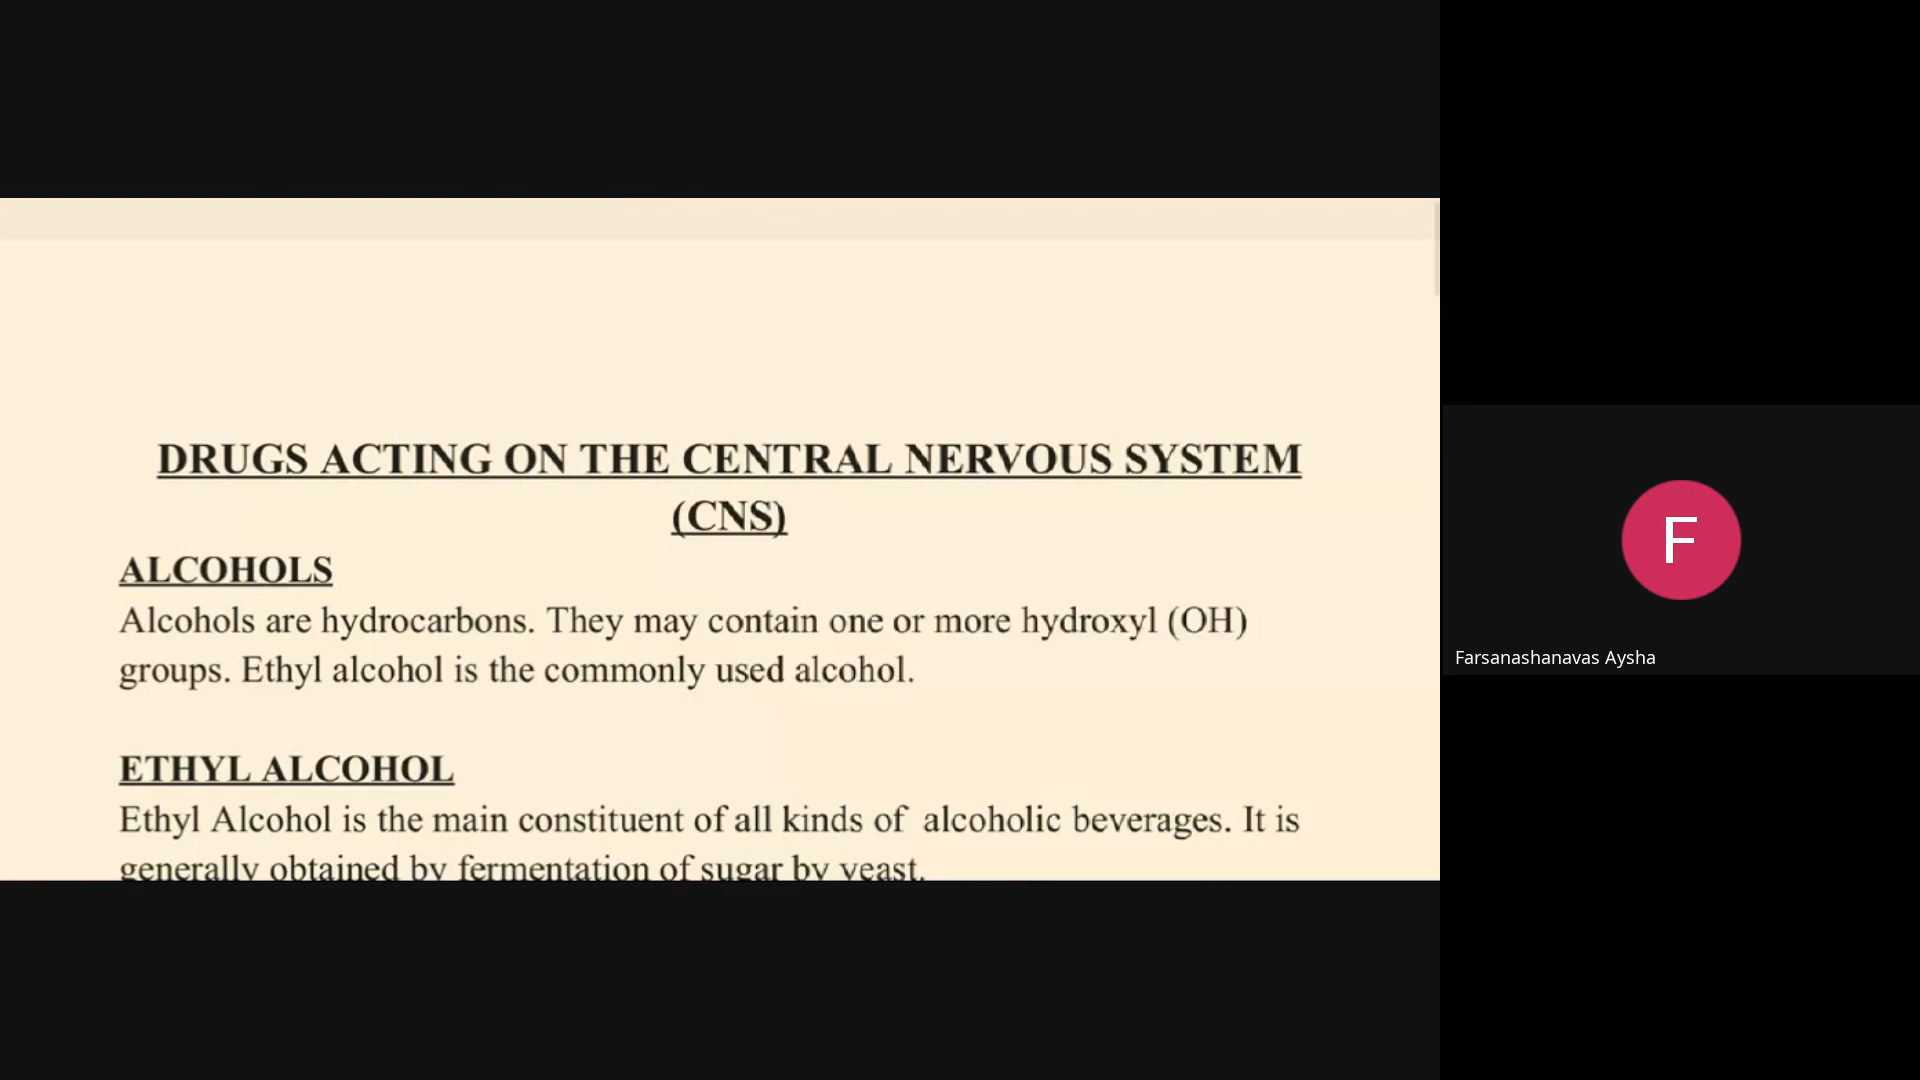 DRUGS ACTING ON THE CENTRAL NERVOUS SYSTEM
(CNS)
ALCOHOLS
Alcohols are hydrocarbons. They may contain one or more hydroxyl (OH)
groups. Ethyl alcohol is the commonly used alcohol.
ETHYL ALCOHOL
Ethyl Alcohol is the main constituent of all kinds of alcoholic beverages. It is
generally obtained by fermentation of sugar by yeast.
F
Farsanashanavas Aysha